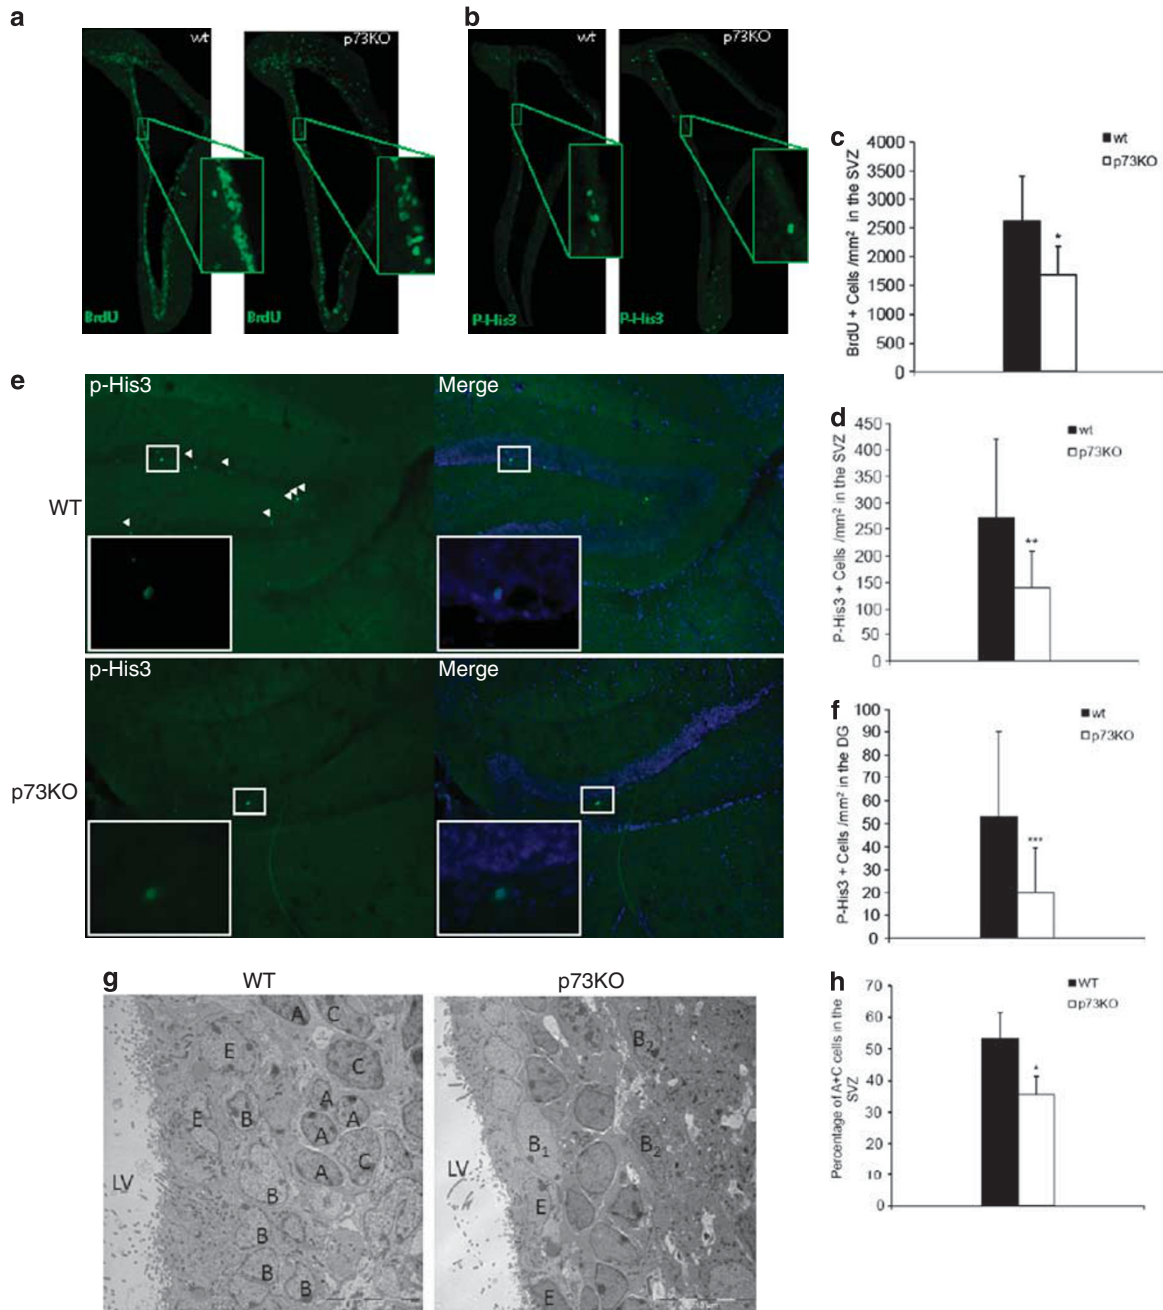 a
wt
p73KO
BrdU
BrdU
b
wt
p73KO
P-His3
P-His3
c
BrdU + Cells /mm² in the SVZ
4000
3500
3000
2500
2000
1500
1000
500
0
wt
p73KO
*
d
P-His3 + Cells /mm² in the SVZ
450
400
350
300
250
200
150
100
50
0
wt
p73KO
**
e
p-His3
Merge
WT
p-His3
Merge
p73KO
f
P-His3 + Cells /mm² in the DG
100
90
80
70
60
50
40
30
20
10
0
wt
p73KO
***
g
WT
p73KO
A
C
E
C
A
A
E
B
A
C
A
LV
B
B
B
B
B₂
B₁
B₂
LV
E
E
h
Percentage of A+C cells in the
SVZ
70
60
50
40
30
20
10
0
WT
p73KO
*